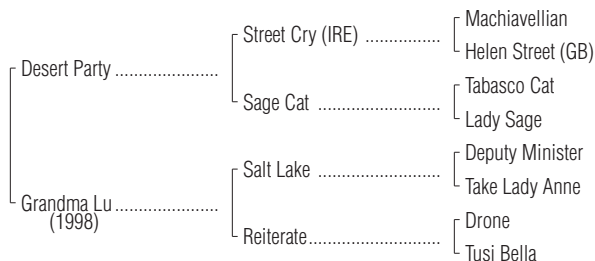 Machiavellian
Street Cry (IRE) ..................
Helen Street (GB)
Desert Party ........................
Tabasco Cat
Sage Cat .............................
Lady Sage
Deputy Minister
Salt Lake .............................
Take Lady Anne
Grandma Lu ........................
(1998)
Drone
Reiterate...............................
Tusi Bella